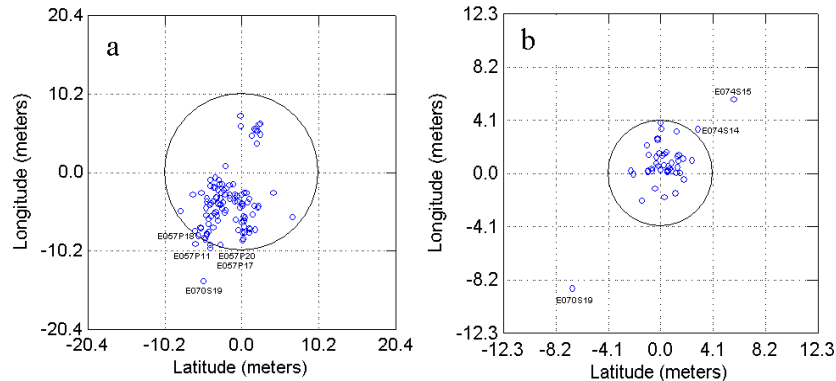 a
20.4
10.2
0.0
-10.2
-20.4
Longitude (meters)
E057P18
E057P11
E057P20
E057P17
E070S19
-20.4
-10.2
0.0
10.2
20.4
Latitude (meters)
b
12.3
8.2
4.1
0.0
-4.1
-8.2
-12.3
Longitude (meters)
E074S15
E074S14
E070S19
-12.3
-8.2
-4.1
0.0
4.1
8.2
12.3
Latitude (meters)